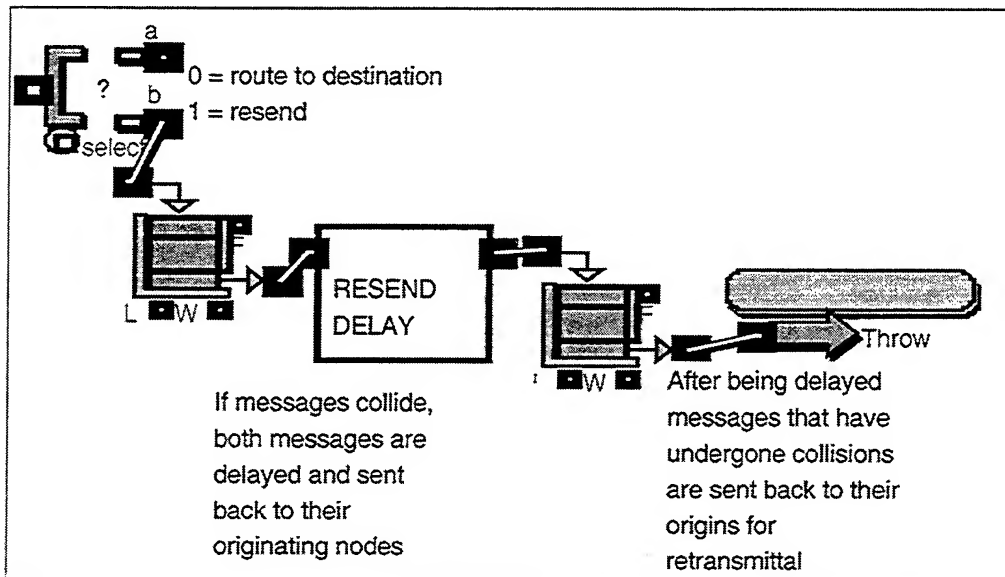 a
0 = route to destination
?
b
1 = resend
select
F
L W
RESEND
DELAY
F
W
Throw
If messages collide,
both messages are
delayed and sent
back to their
originating nodes
After being delayed
messages that have
undergone collisions
are sent back to their
origins for
retransmittal